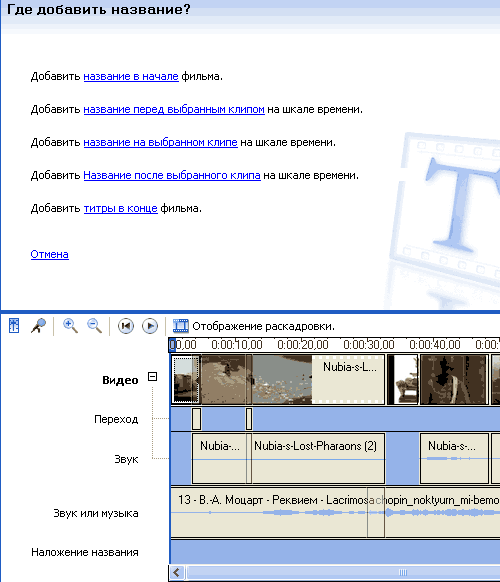 Где добавить название?
Добавить название в начале фильма.
Добавить название перед выбранным клипом на шкале времени.
Добавить название на выбранном клипе на шкале времени.
Добавить Название после выбранного клипа на шкале времени.
Добавить титры в конце фильма.
Отмена
Отображение раскадровки.
00,00 0:00:10,00 0:00:20,00 0:00:30,00 0:00:40,00 0:00:
Видео Nubia-s-L...
Переход
Звук Nubia-... Nubia-s-Lost-Pharaons (2) Nubia-s-...
13 - В.-А. Моцарт - Реквием - Lacrimosachopin_noktyurn_mi-bemo
Звук или музыка
Наложение названия